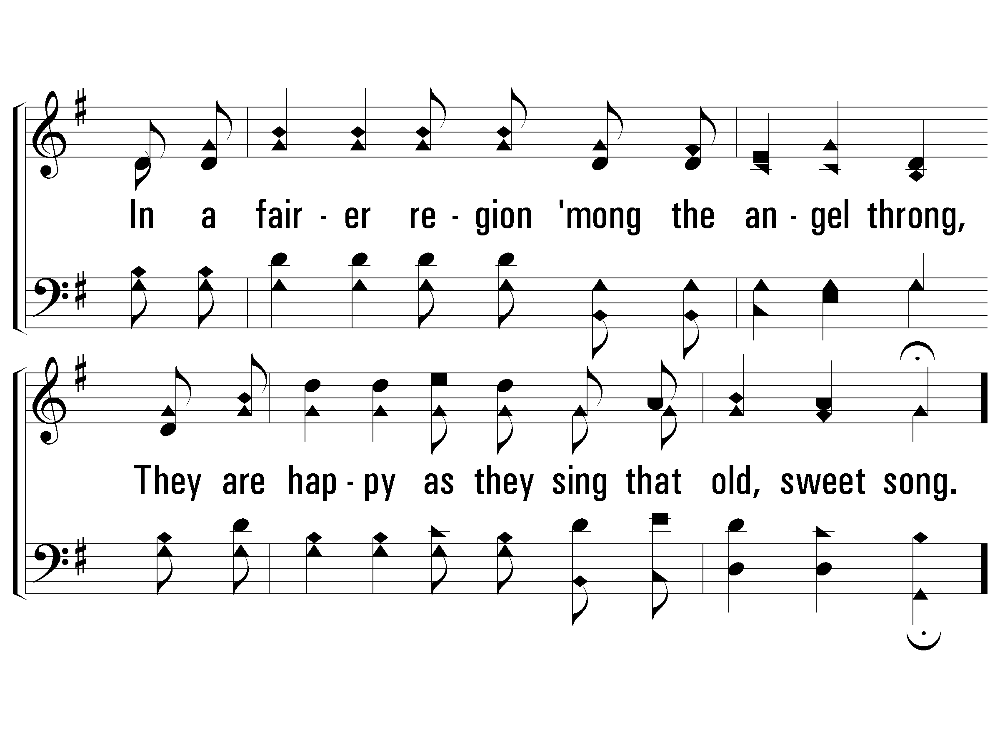 In a fair - er re - gion 'mong the an - gel throng,
They are hap - py as they sing that old, sweet song.